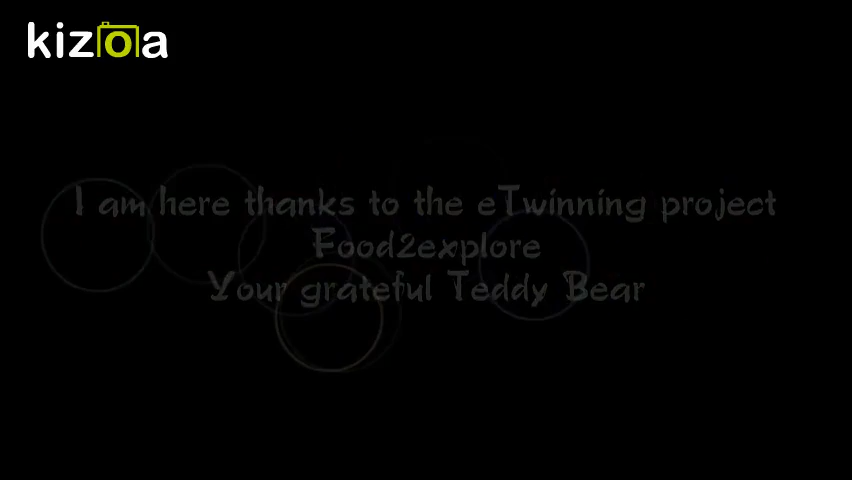 kizoa
I am here thanks to the eTwinning project
Food2explore
Your grateful Teddy Bear